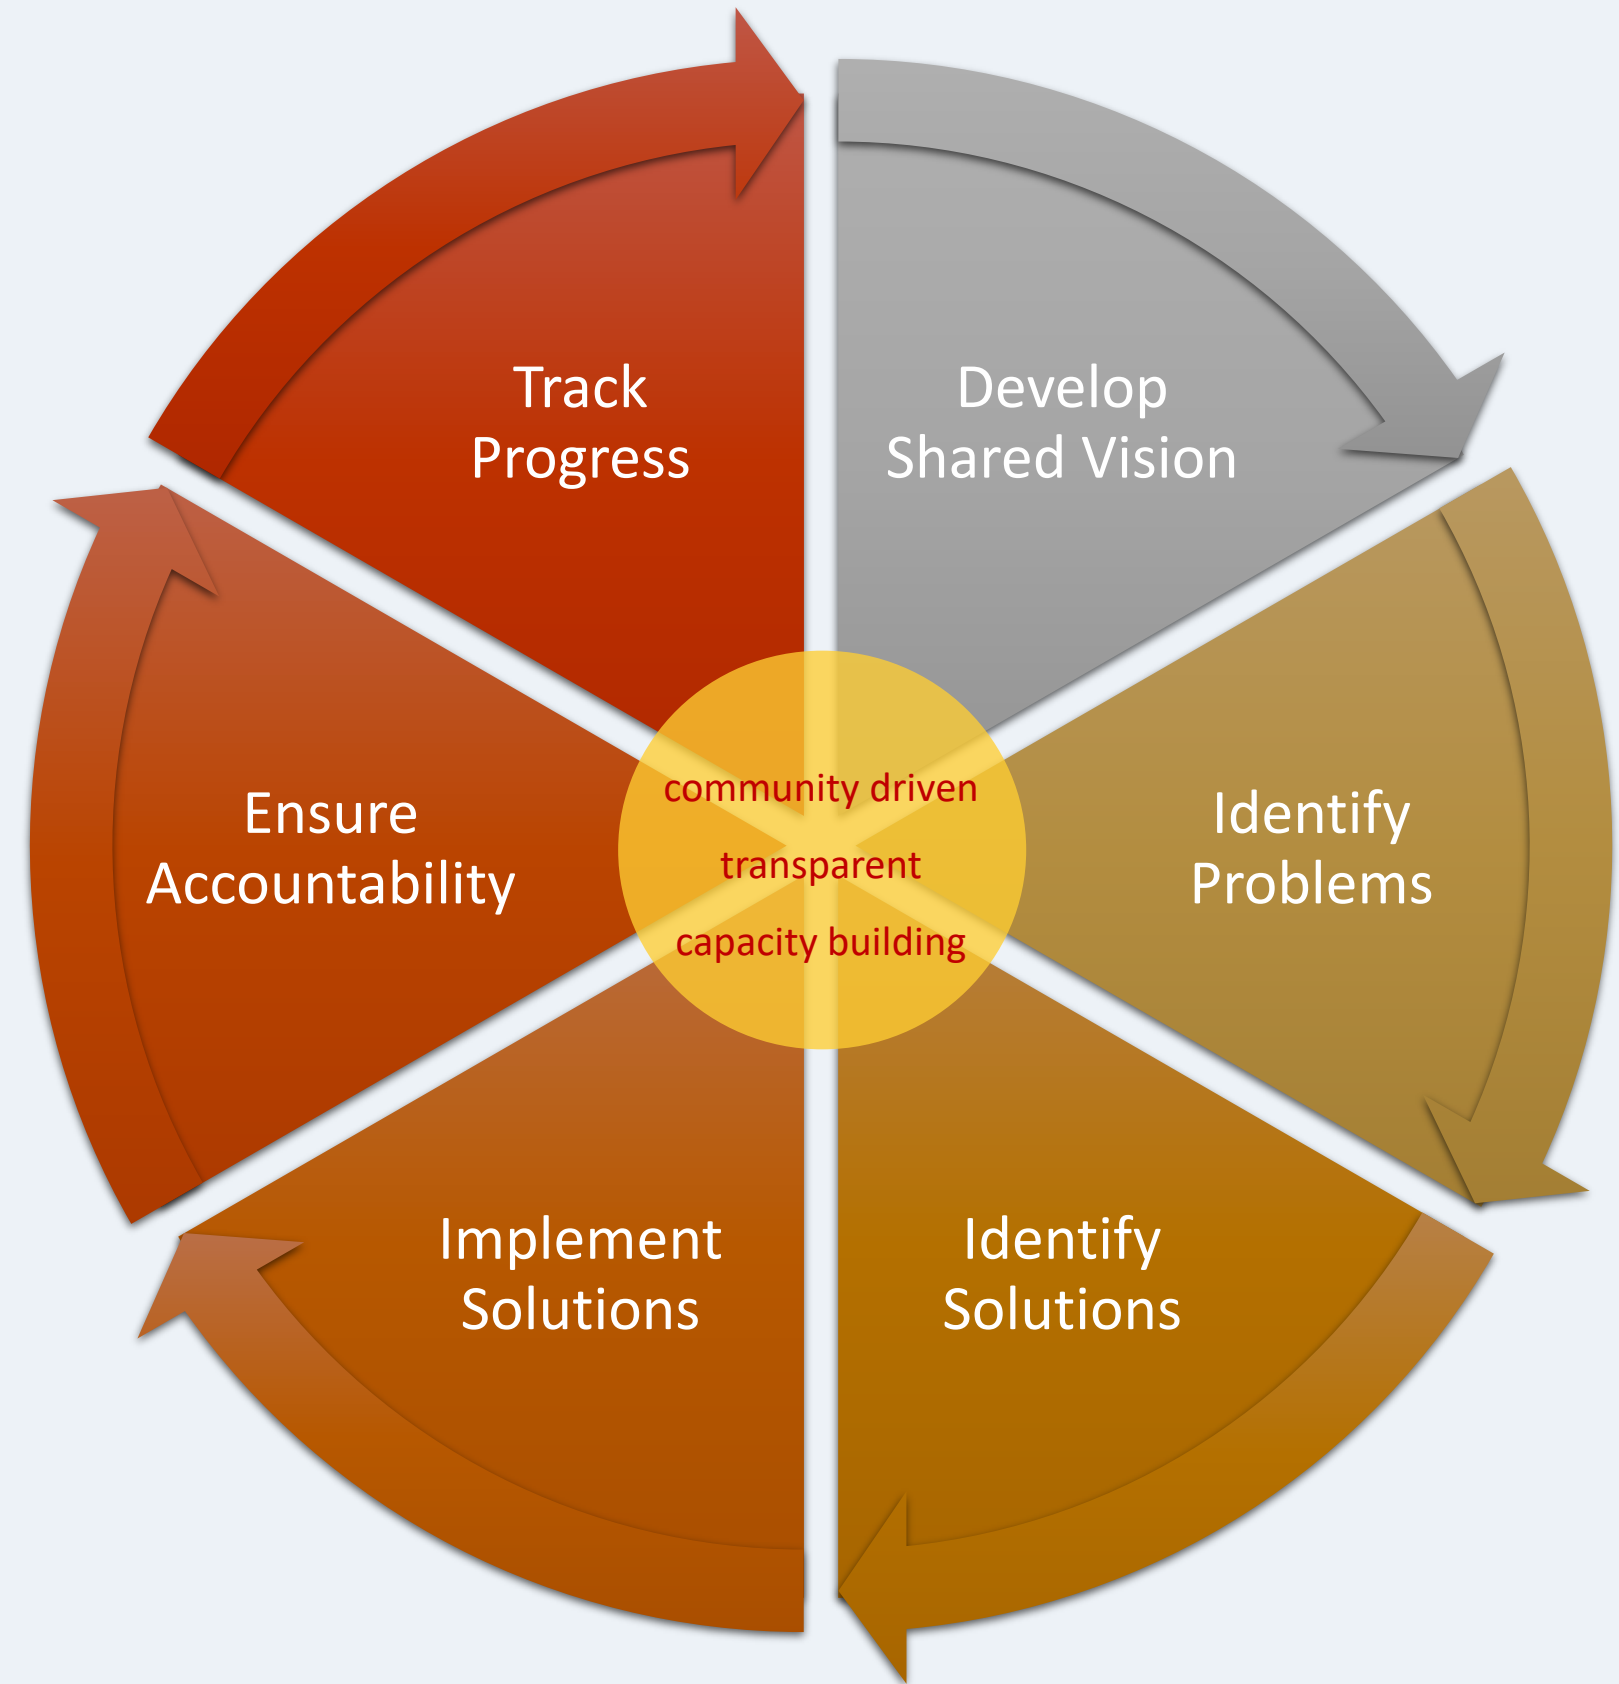 Track
Progress
Develop
Shared Vision
Ensure
Accountability
community driven
transparent
capacity building
Identify
Problems
Implement
Solutions
Identify
Solutions